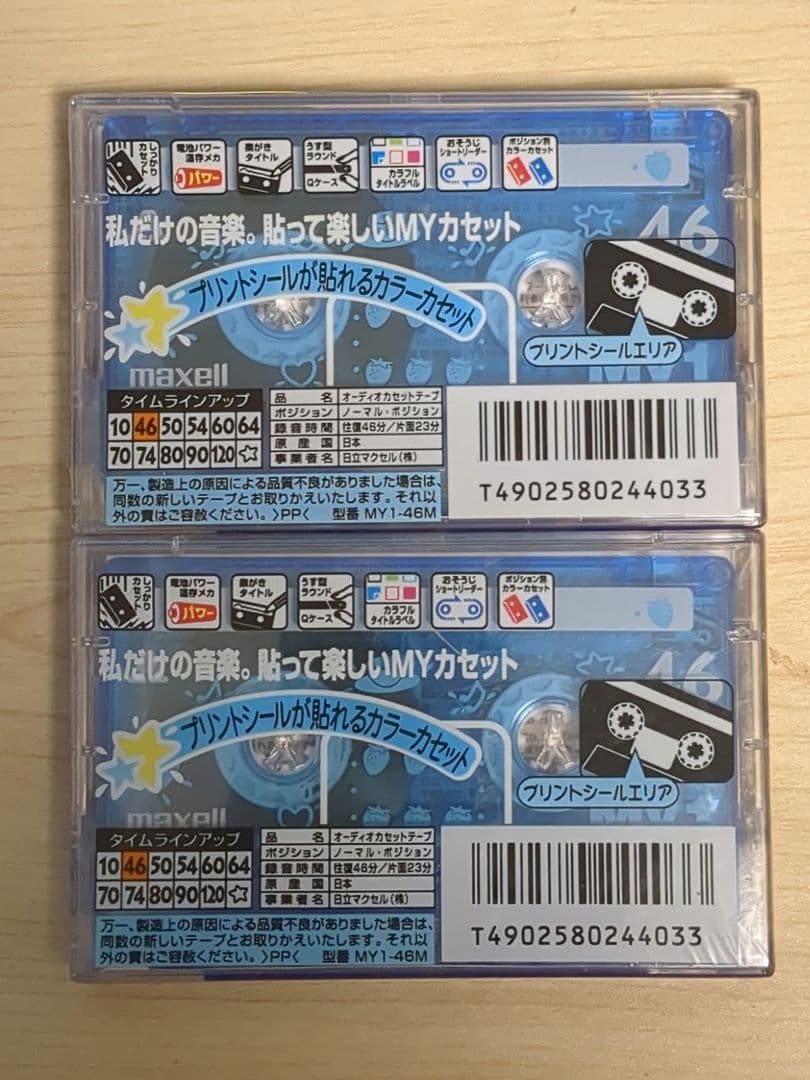 しっかり
カセット
電池パワー
温存メカ
パワー
楽がき
タイトル
うす型
ラウンド
Qケース
カラフル
タイトルラベル
おそうじ
ショートリーダー
ポジション別
カラーカセット
46
私だけの音楽。貼って楽しいMYカセット
プリントシールが貼れるカラーカセット
プリントシールエリア
maxell
MY1
タイムラインアップ
10 46 50 54 60 64
70 74 80 90 120 ☆
品名 オーディオカセットテープ
ポジション ノーマル・ポジション
録音時間 往復46分/片面23分
原産国 日本
事業者名 日立マクセル(株)
T4902580244033
万一、製造上の原因による品質不良がありました場合は、
同数の新しいテープとお取りかえいたします。それ以
外の責はご容赦ください。〉PP〈 型番 MY1-46M
しっかり
カセット
電池パワー
温存メカ
パワー
楽がき
タイトル
うす型
ラウンド
Qケース
カラフル
タイトルラベル
おそうじ
ショートリーダー
ポジション別
カラーカセット
46
私だけの音楽。貼って楽しいMYカセット
プリントシールが貼れるカラーカセット
プリントシールエリア
maxell
MY1
タイムラインアップ
10 46 50 54 60 64
70 74 80 90 120 ☆
品名 オーディオカセットテープ
ポジション ノーマル・ポジション
録音時間 往復46分/片面23分
原産国 日本
事業者名 日立マクセル(株)
T4902580244033
万一、製造上の原因による品質不良がありました場合は、
同数の新しいテープとお取りかえいたします。それ以
外の責はご容赦ください。〉PP〈 型番 MY1-46M